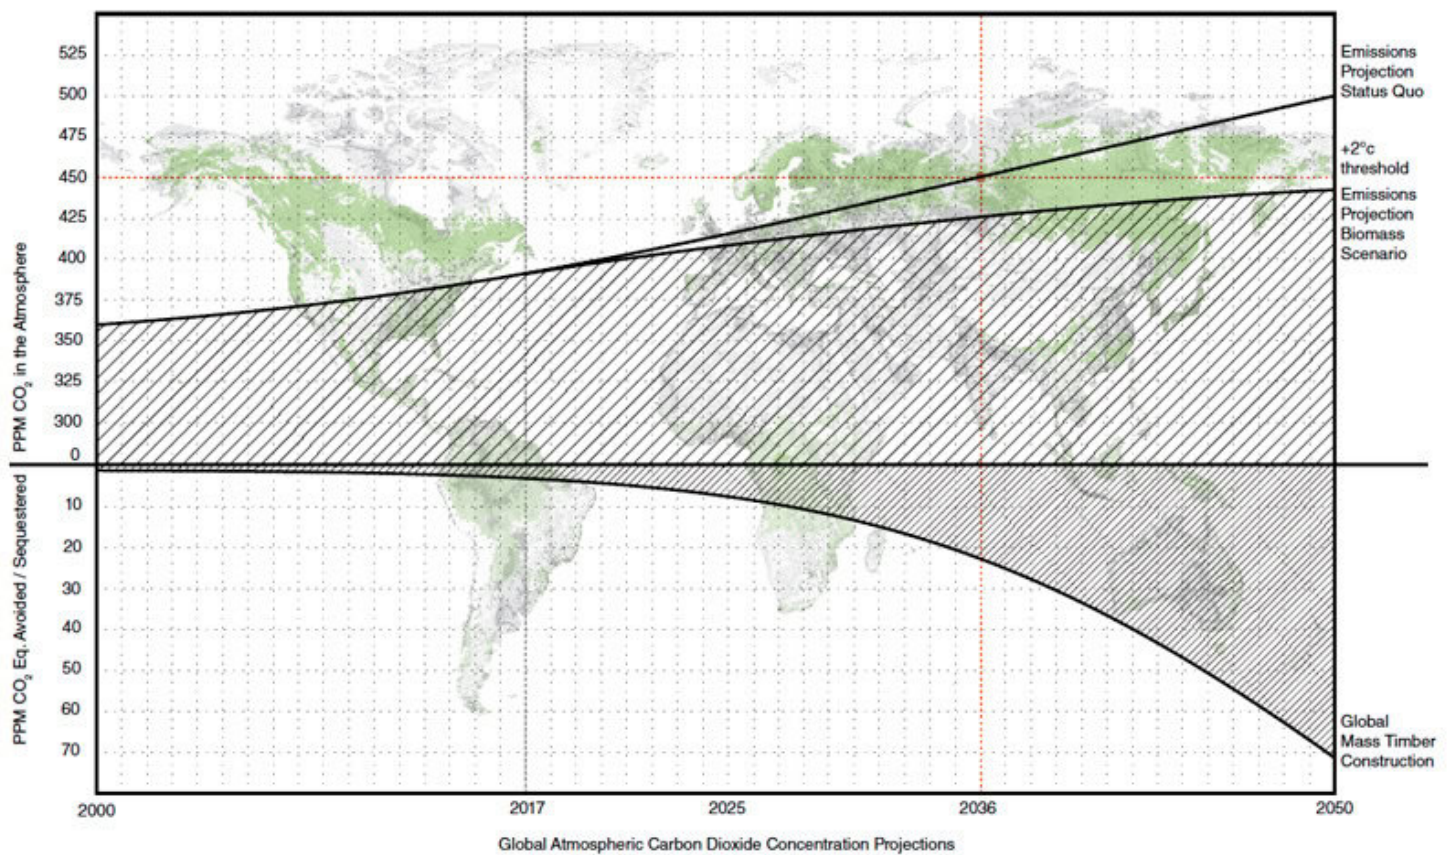 525
500
475
450
425
400
375
350
325
300
0
10
20
30
40
50
60
70
PPM CO₂ in the Atmosphere
PPM CO₂ Eq. Avoided / Sequestered
Emissions
Projection
Status Quo
+2°c
threshold
Emissions
Projection
Biomass
Scenario
Global
Mass Timber
Construction
2000
2017
2025
2036
2050
Global Atmospheric Carbon Dioxide Concentration Projections